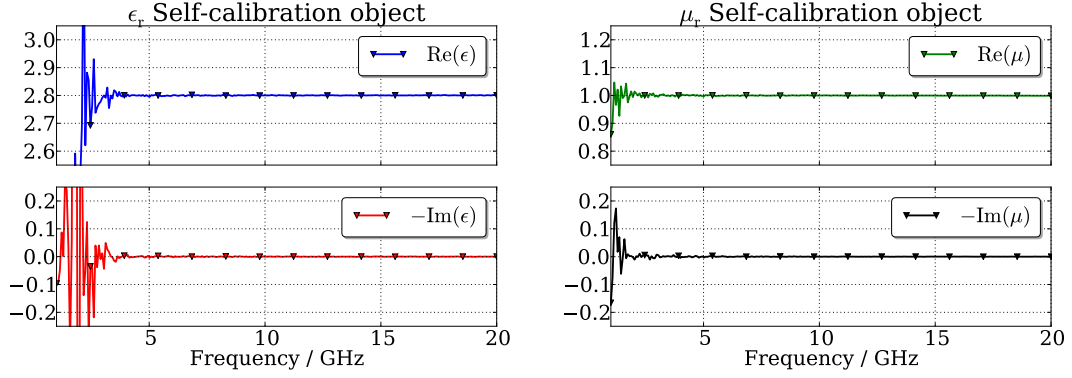 ϵr Self-calibration object
3.0
2.9
2.8
2.7
2.6
Re(ϵ)
0.2
0.1
0.0
−0.1
−0.2
−Im(ϵ)
5 10 15 20
Frequency / GHz
μr Self-calibration object
1.2
1.1
1.0
0.9
0.8
Re(μ)
0.2
0.1
0.0
−0.1
−0.2
−Im(μ)
5 10 15 20
Frequency / GHz